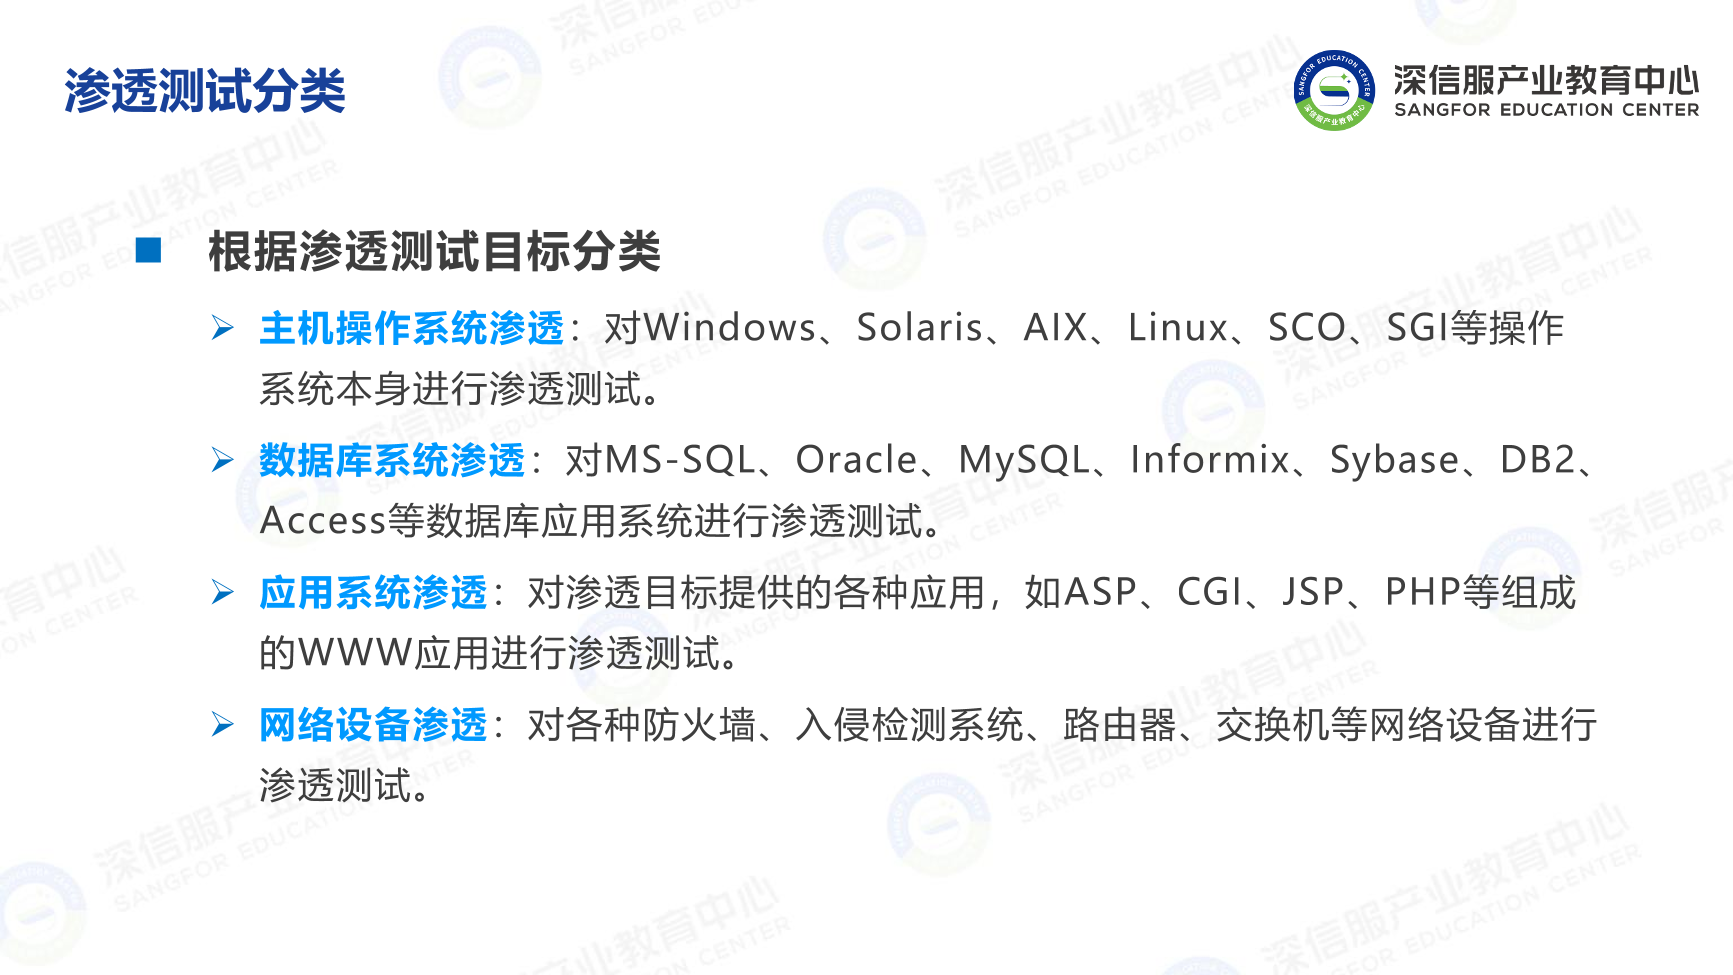 渗透测试分类
深信服产业教育中心
SANGFOR EDUCATION CENTER
根据渗透测试目标分类
主机操作系统渗透：对Windows、Solaris、AIX、Linux、SCO、SGI等操作
系统本身进行渗透测试。
数据库系统渗透：对MS-SQL、Oracle、MySQL、Informix、Sybase、DB2、
Access等数据库应用系统进行渗透测试。
应用系统渗透：对渗透目标提供的各种应用，如ASP、CGI、JSP、PHP等组成
的WWW应用进行渗透测试。
网络设备渗透：对各种防火墙、入侵检测系统、路由器、交换机等网络设备进行
渗透测试。